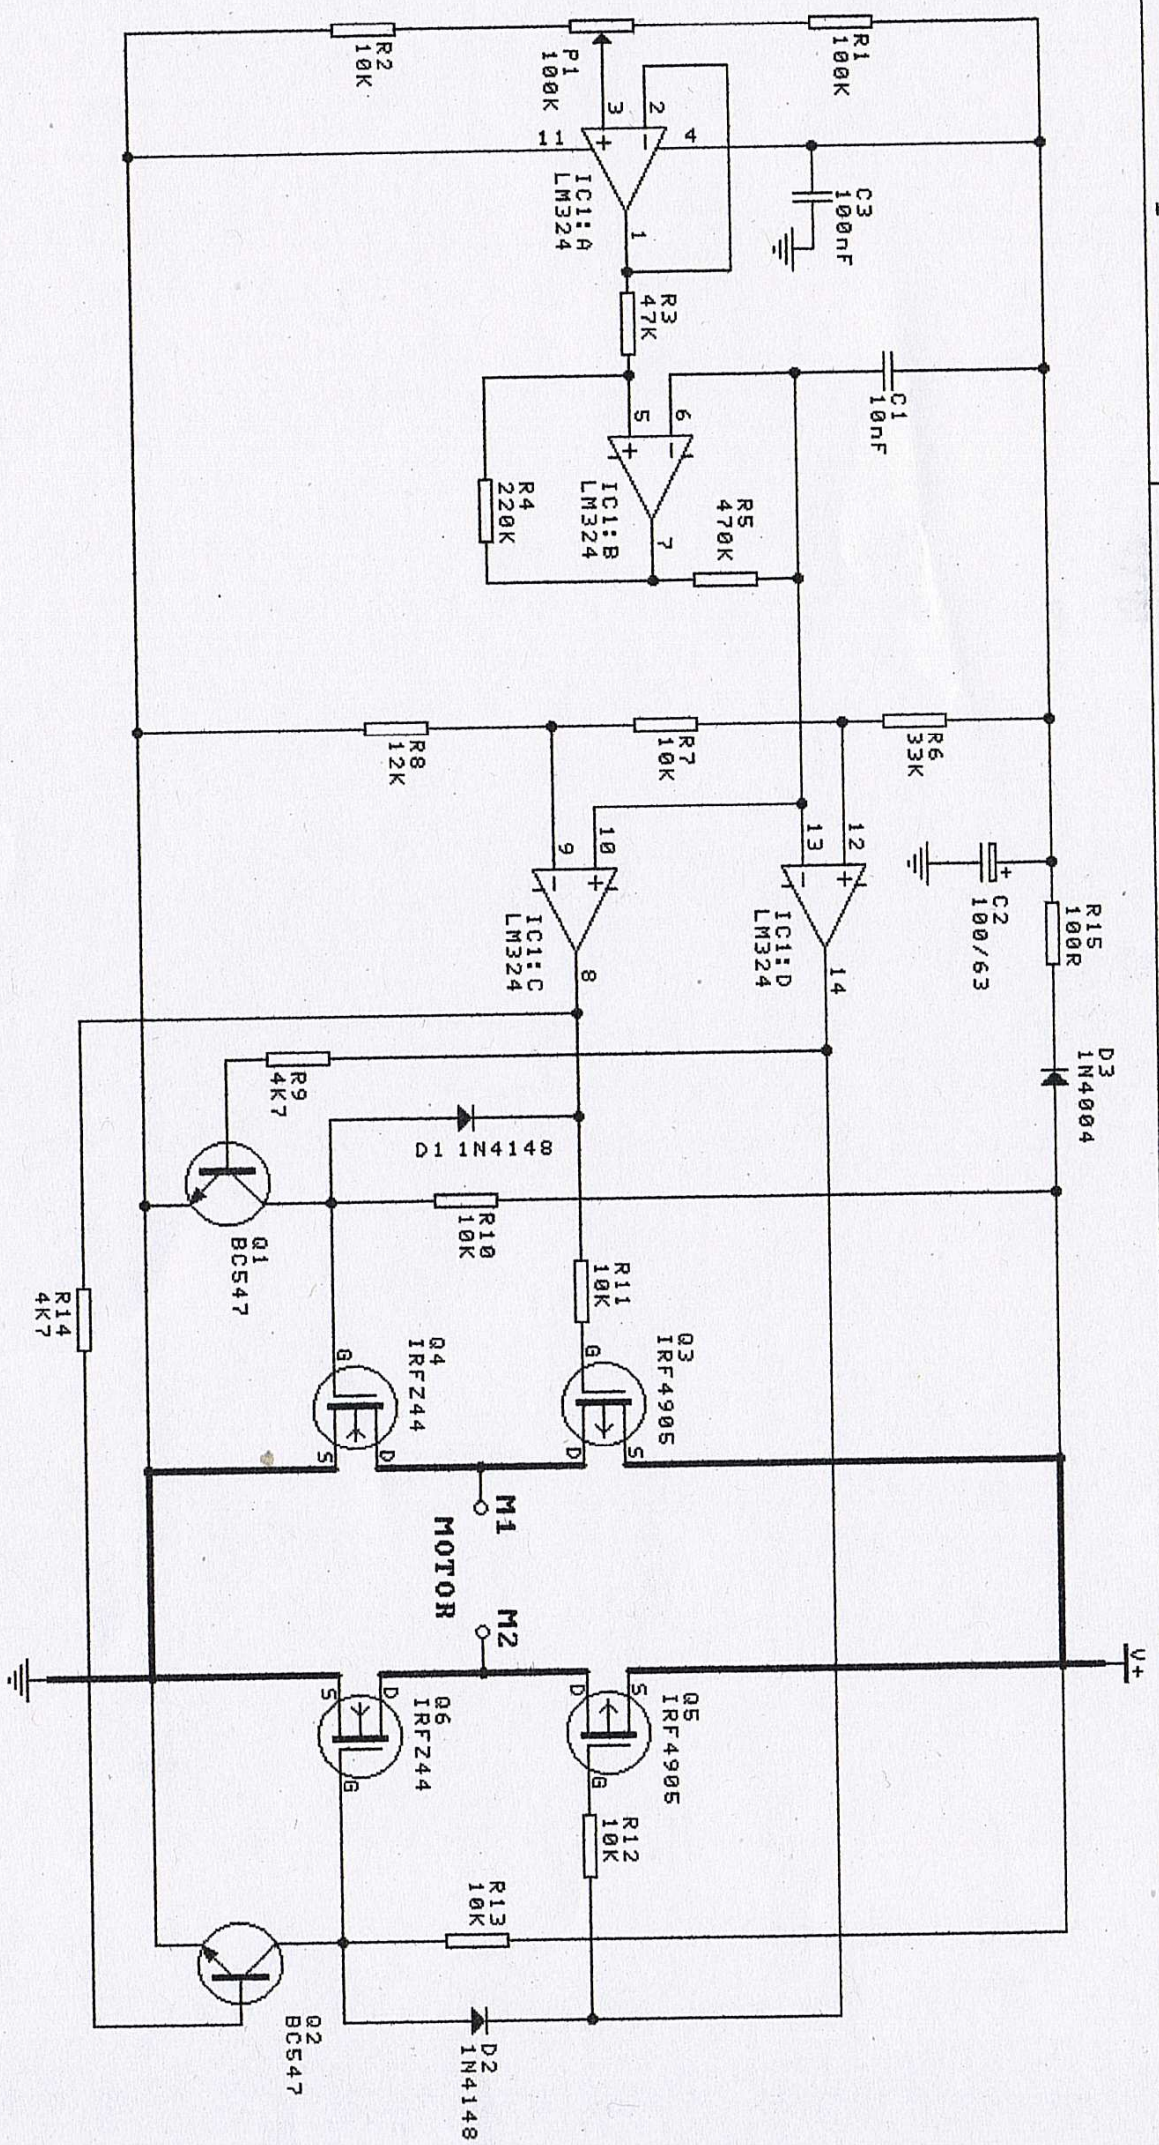 R1
100K
P1
100K
R2
10K
3
2
11
4
IC1:A
LM324
1
C3
100nF
R3
47K
C1
10nF
5
6
IC1:B
LM324
7
R4
220K
R5
470K
R6
33K
R7
10K
R8
12K
12
13
10
9
IC1:D
LM324
14
IC1:C
LM324
8
+
C2
100/63
R15
100R
D3
1N4004
R9
4K7
D1 1N4148
Q1
BC547
R10
10K
R11
10K
R14
4K7
Q3
IRF4905
G
D
S
Q4
IRFZ44
G
S
D
M1
MOTOR
M2
V+
Q5
IRF4905
S
D
G
Q6
IRFZ44
S
D
G
R12
10K
R13
10K
Q2
BC547
D2
1N4148